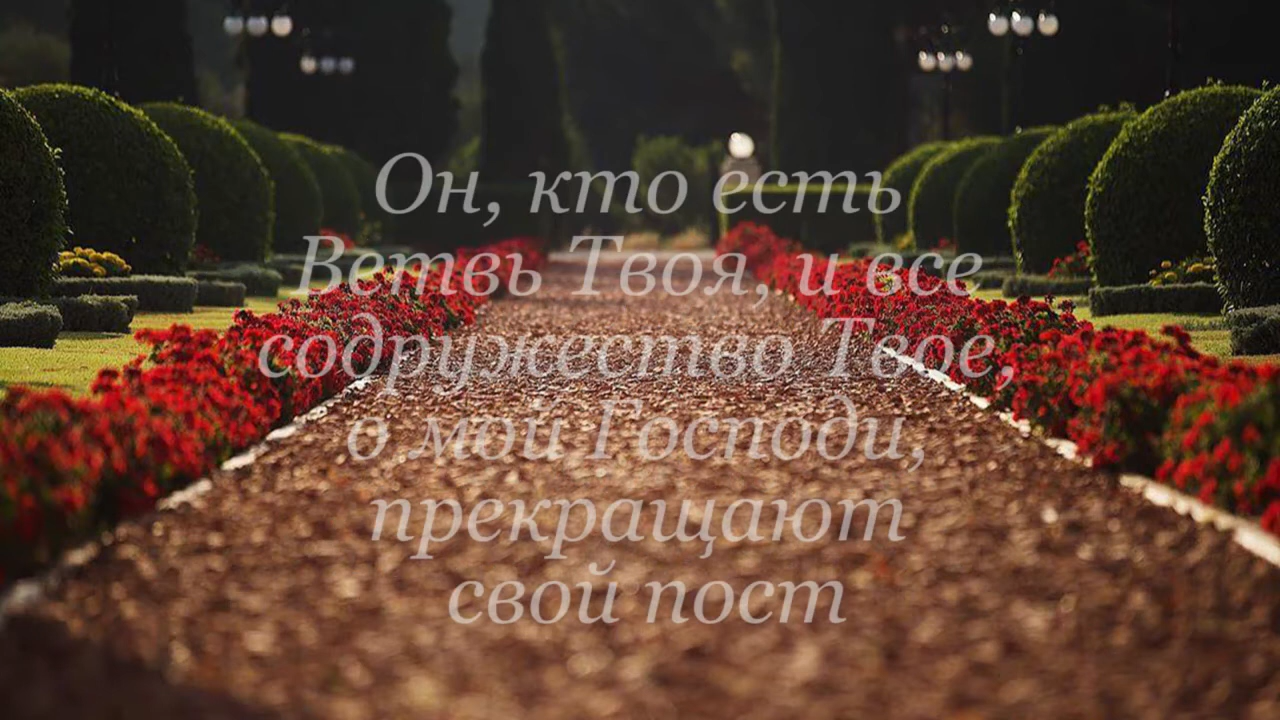 Он, кто есть
Ветвь Твоя, и все
содружество Твое,
о мой Господи,
прекращают
свой пост